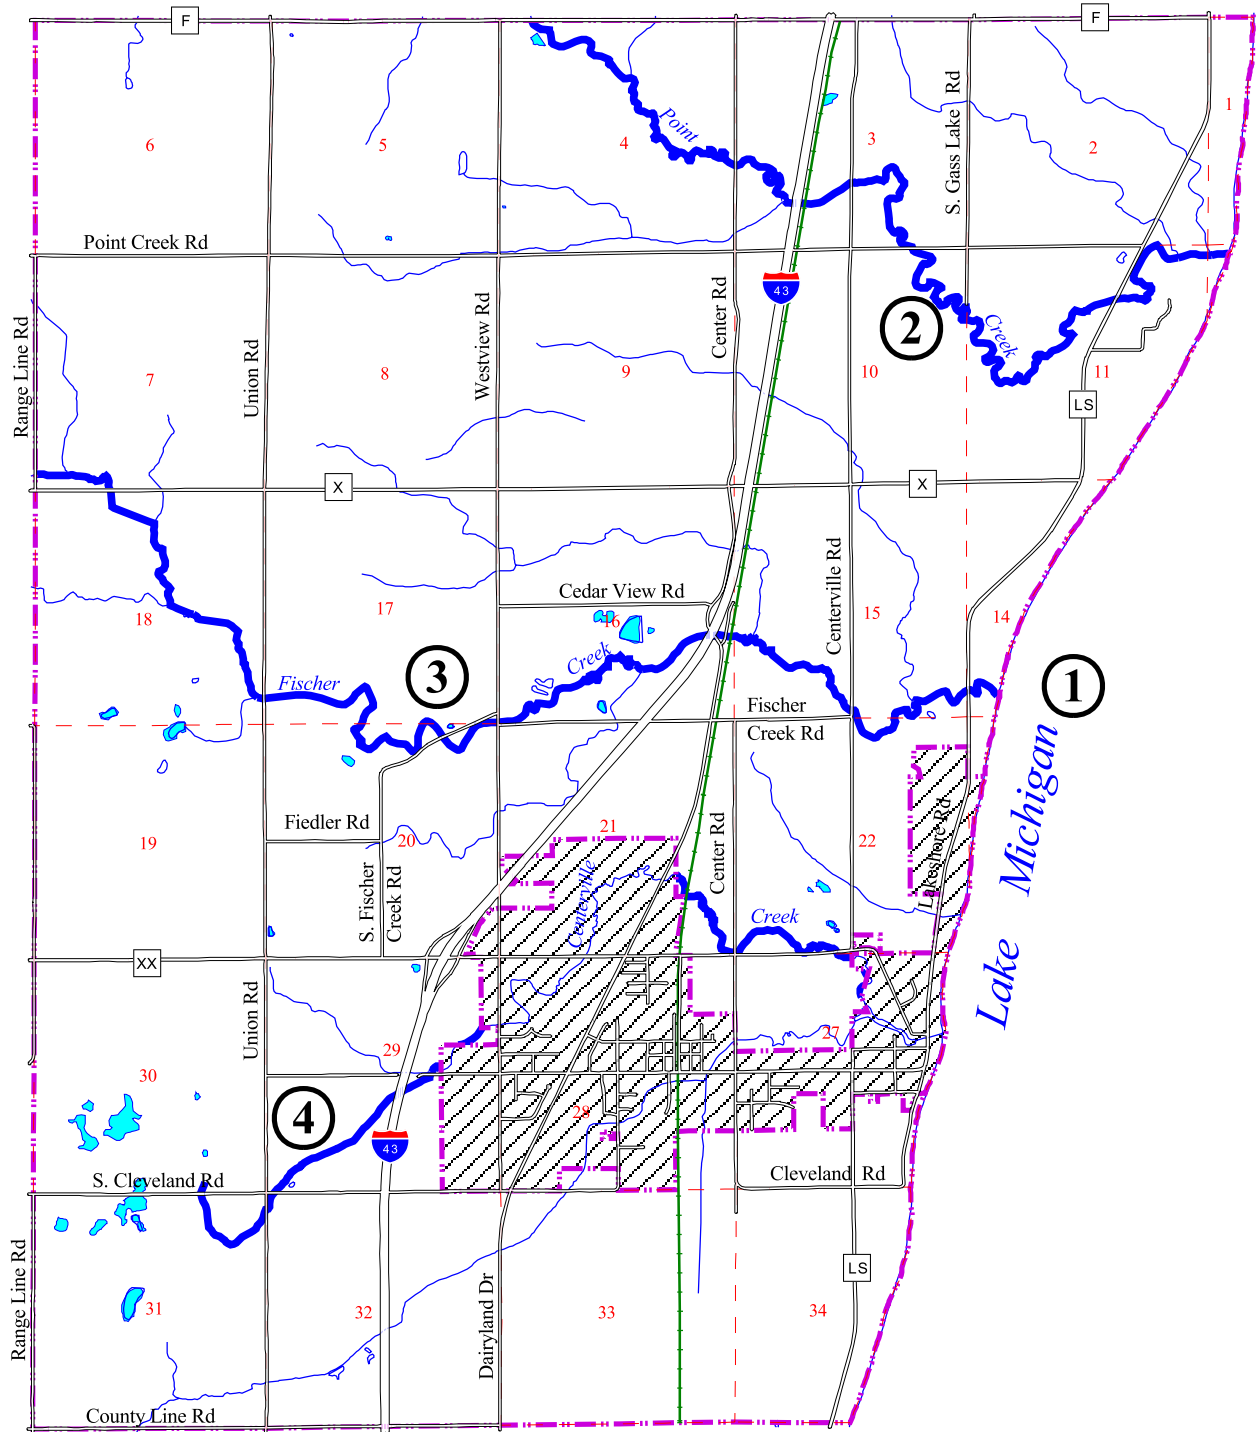 F
F
1
6
5
4
3
2
Point
S. Gass Lake Rd
Point Creek Rd
43
Center Rd
Westview Rd
Range Line Rd
Union Rd
2
Creek
7
8
9
10
11
LS
X
X
Cedar View Rd
Centerville Rd
18
17
16
15
14
Creek
Fischer
3
1
Fischer
Creek Rd
Lake Michigan
Fiedler Rd
19
20
21
22
Center Rd
Lakeshore Rd
S. Fischer
Creek Rd
Centerville
Creek
XX
Union Rd
29
27
30
4
28
43
S. Cleveland Rd
Cleveland Rd
Range Line Rd
LS
31
32
33
34
Dairyland Dr
County Line Rd